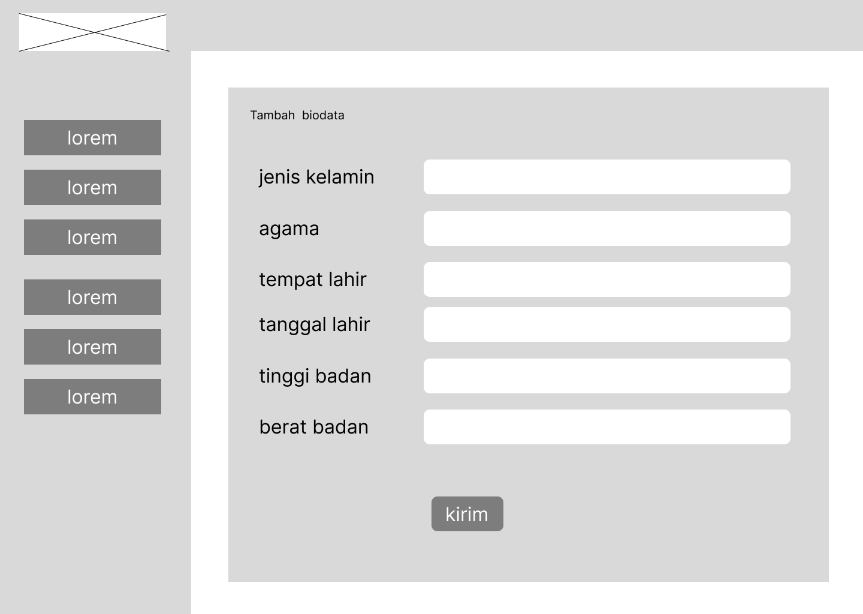 lorem
lorem
lorem
lorem
lorem
lorem
Tambah biodata
jenis kelamin
agama
tempat lahir
tanggal lahir
tinggi badan
berat badan
kirim